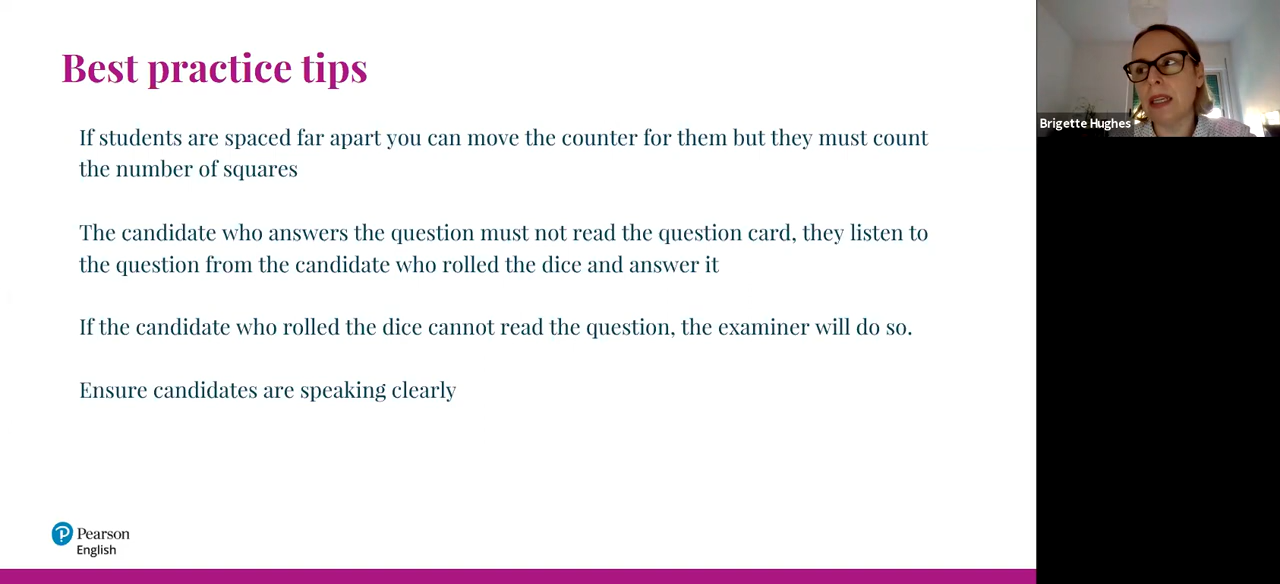 Best practice tips
If students are spaced far apart you can move the counter for them but they must count
the number of squares
The candidate who answers the question must not read the question card, they listen to
the question from the candidate who rolled the dice and answer it
If the candidate who rolled the dice cannot read the question, the examiner will do so.
Ensure candidates are speaking clearly
Pearson
English
Brigette Hughes